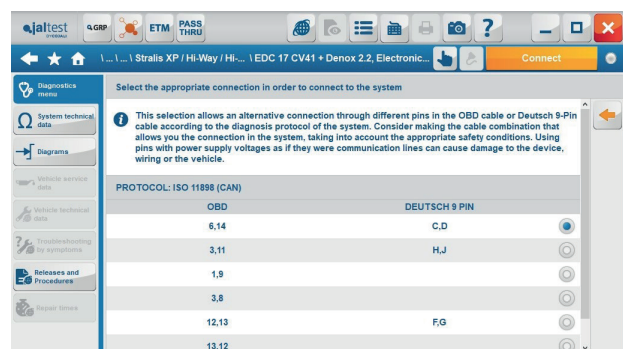 jaltest
GRP
ETM
PASS
THRU
?
\ ... \ ... \ Stralis XP / Hi-Way / Hi-... \ EDC 17 CV41 + Denox 2.2, Electronic...
Connect
Diagnostics
menu
System technical
data
Diagrams
Vehicle service
data
Vehicle technical
data
Troubleshooting
by symptoms
Releases and
Procedures
Repair times
Select the appropriate connection in order to connect to the system
This selection allows an alternative connection through different pins in the OBD cable or Deutsch 9-Pin
cable according to the diagnosis protocol of the system. Consider making the cable combination that
allows you the connection in the system, taking into account the appropriate safety conditions. Using
pins with power supply voltages as if they were communication lines can cause damage to the device,
wiring or the vehicle.
PROTOCOL: ISO 11898 (CAN)
OBD DEUTSCH 9 PIN
6,14 C,D
3,11 H,J
1,9
3,8
12,13 F,G
13,12